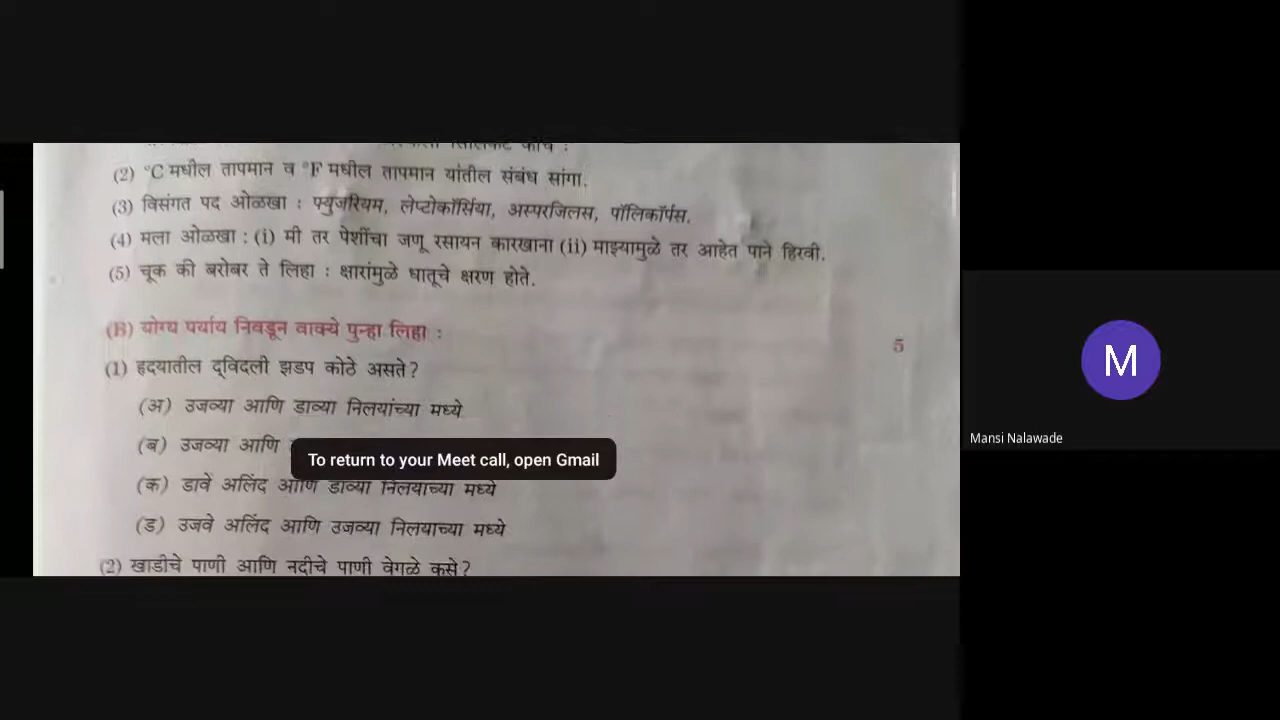 सिलिकेट काच :
(2) °C मधील तापमान व °F मधील तापमान यांतील संबंध सांगा.
(3) विसंगत पद ओळखा : फ्युजरियम, लेप्टोकॉर्सिया, अस्परजिलस, पॉलिकॉर्पस.
(4) मला ओळखा : (i) मी तर पेशींचा जणू रसायन कारखाना (ii) माझ्यामुळे तर आहेत पाने हिरवी.
(5) चूक की बरोबर ते लिहा : क्षारांमुळे धातूचे क्षरण होते.
(B) योग्य पर्याय निवडून वाक्ये पुन्हा लिहा :
5
(1) हृदयातील द्विदली झडप कोठे असते?
(अ) उजव्या आणि डाव्या निलयांच्या मध्ये
(ब) उजव्या आणि
To return to your Meet call, open Gmail
(क) डावे अलिंद आणि डाव्या निलयाच्या मध्ये
(ड) उजवे अलिंद आणि उजव्या निलयाच्या मध्ये
(2) खाडीचे पाणी आणि नदीचे पाणी वेगळे कसे?
M
Mansi Nalawade